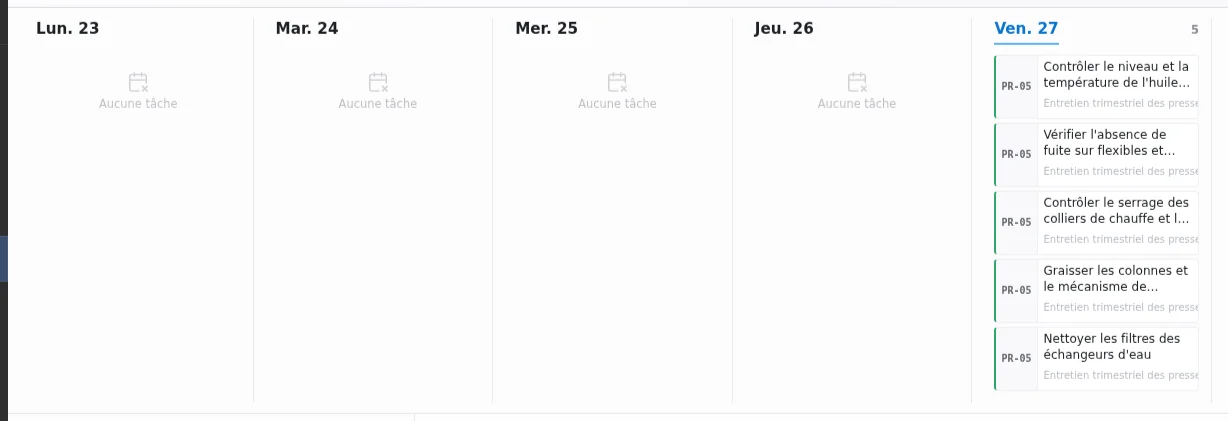 Lun. 23
Aucune tâche
Mar. 24
Aucune tâche
Mer. 25
Aucune tâche
Jeu. 26
Aucune tâche
Ven. 27
5
PR-05
Contrôler le niveau et la
température de l'huile...
Entretien trimestriel des presse
PR-05
Vérifier l'absence de
fuite sur flexibles et...
Entretien trimestriel des presse
PR-05
Contrôler le serrage des
colliers de chauffe et l...
Entretien trimestriel des presse
PR-05
Graisser les colonnes et
le mécanisme de...
Entretien trimestriel des presse
PR-05
Nettoyer les filtres des
échangeurs d'eau
Entretien trimestriel des presse